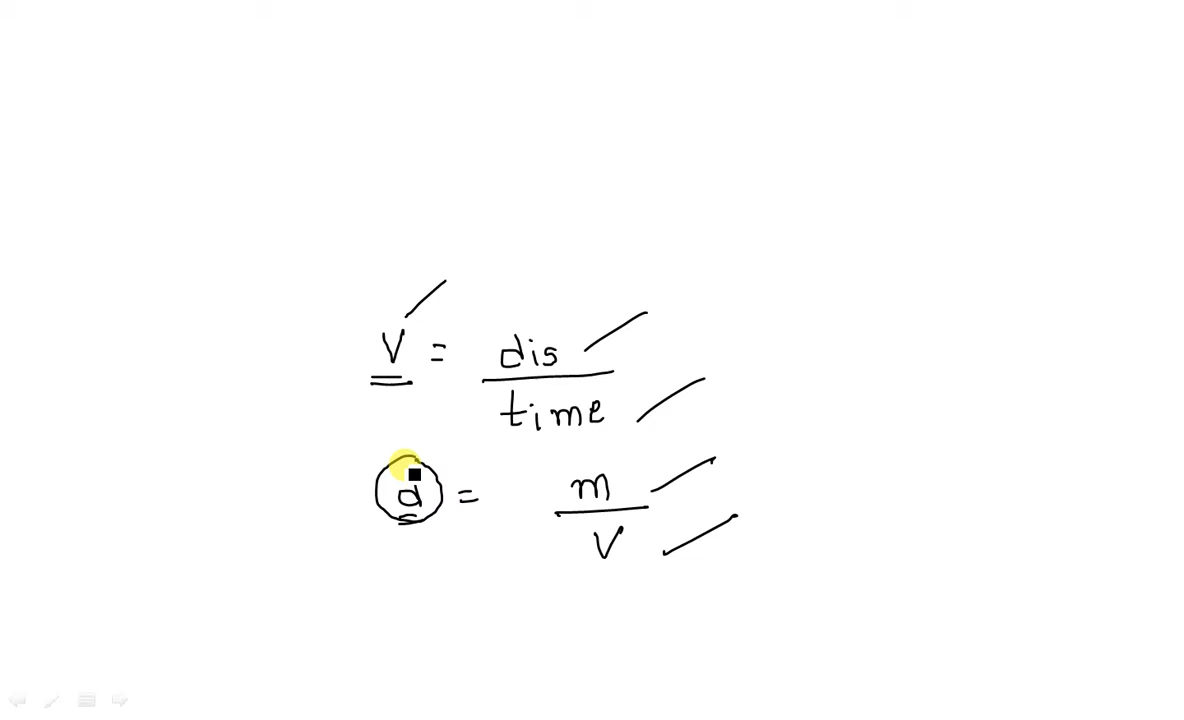 V = dis
time
d = m
V